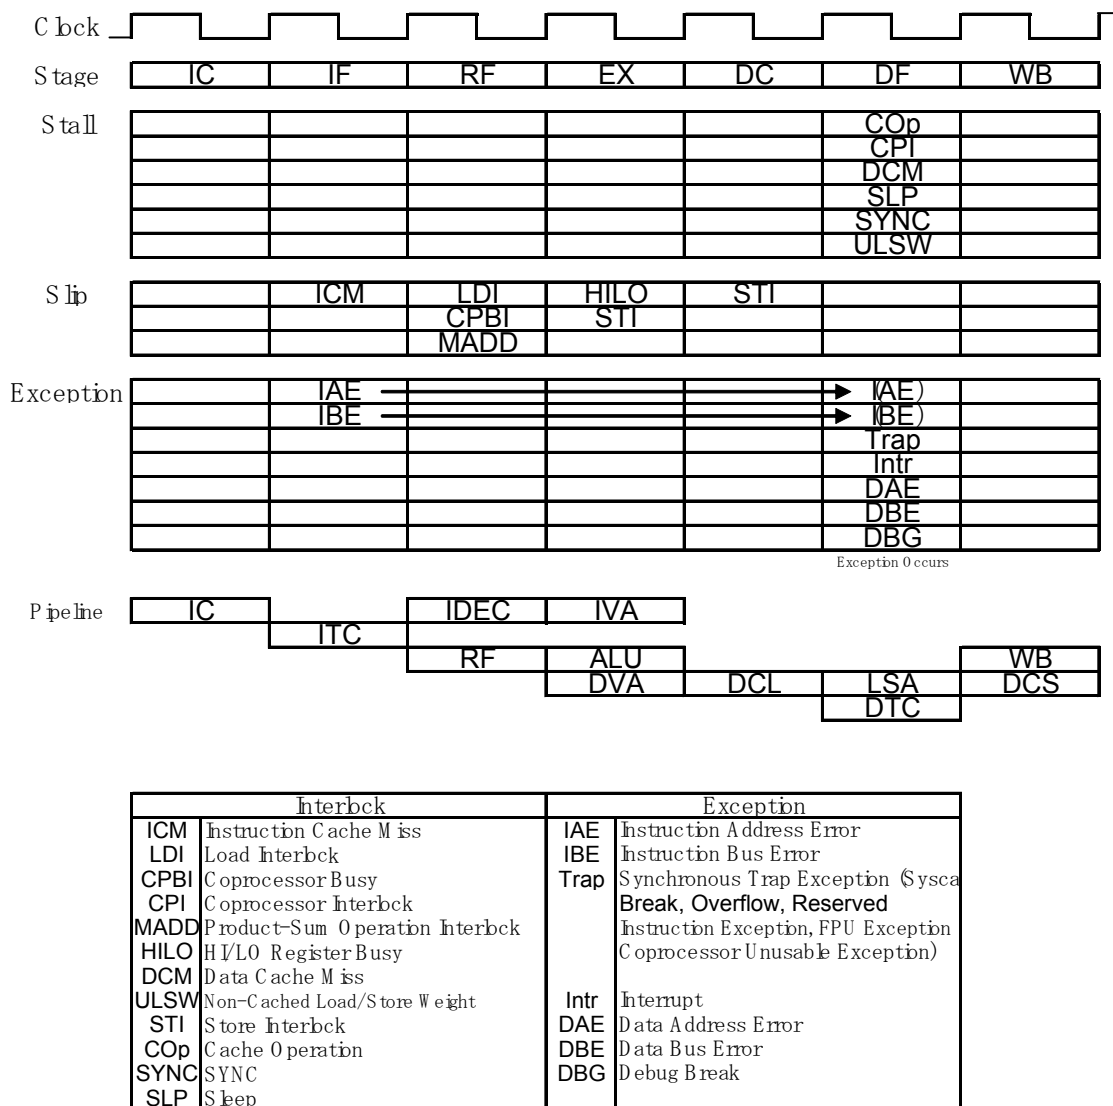 Clock
Stage IC IF RF EX DC DF WB
Stall COp
CPI
DCM
SLP
SYNC
ULSW
Slip ICM LDI HILO STI
CPBI STI
MADD
Exception IAE (IAE)
IBE (IBE)
Trap
Intr
DAE
DBE
DBG
Exception Occurs
Pipeline IC IDEC IVA
ITC
RF ALU WB
DVA DCL LSA DCS
DTC
Interlock Exception
ICM Instruction Cache Miss IAE Instruction Address Error
LDI Load Interlock IBE Instruction Bus Error
CPBI Coprocessor Busy Trap Synchronous Trap Exception (Sysca
CPI Coprocessor Interlock Break, Overflow, Reserved
MADD Product-Sum Operation Interlock Instruction Exception, FPU Exception
HILO HI/LO Register Busy Coprocessor Unusable Exception)
DCM Data Cache Miss
ULSW Non-Cached Load/Store Weight Intr Interrupt
STI Store Interlock DAE Data Address Error
COp Cache Operation DBE Data Bus Error
SYNC SYNC DBG Debug Break
SLP Sleep